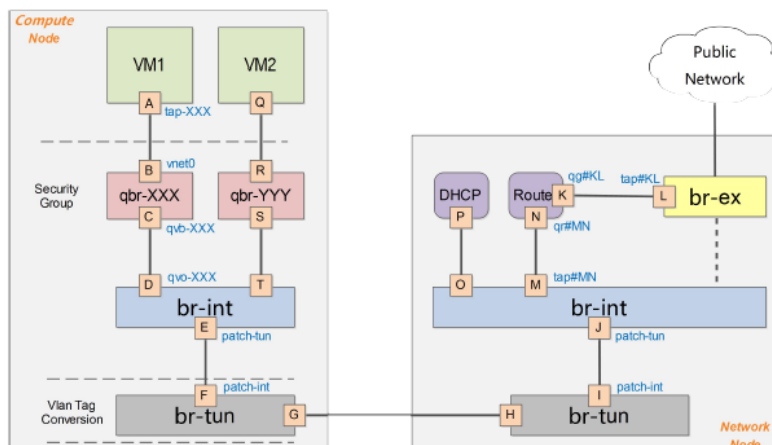 Compute
Node
VM1
VM2
A
Q
tap-XXX
B
vnet0
R
Security
Group
qbr-XXX
qbr-YYY
C
qvb-XXX
S
D
qvo-XXX
T
br-int
E
patch-tun
F
patch-int
Vlan Tag
Conversion
br-tun
G
Public
Network
DHCP
Route
qg#KL
K
tap#KL
L
br-ex
P
N
qr#MN
O
M
tap#MN
br-int
J
patch-tun
I
patch-int
H
br-tun
Network
Node